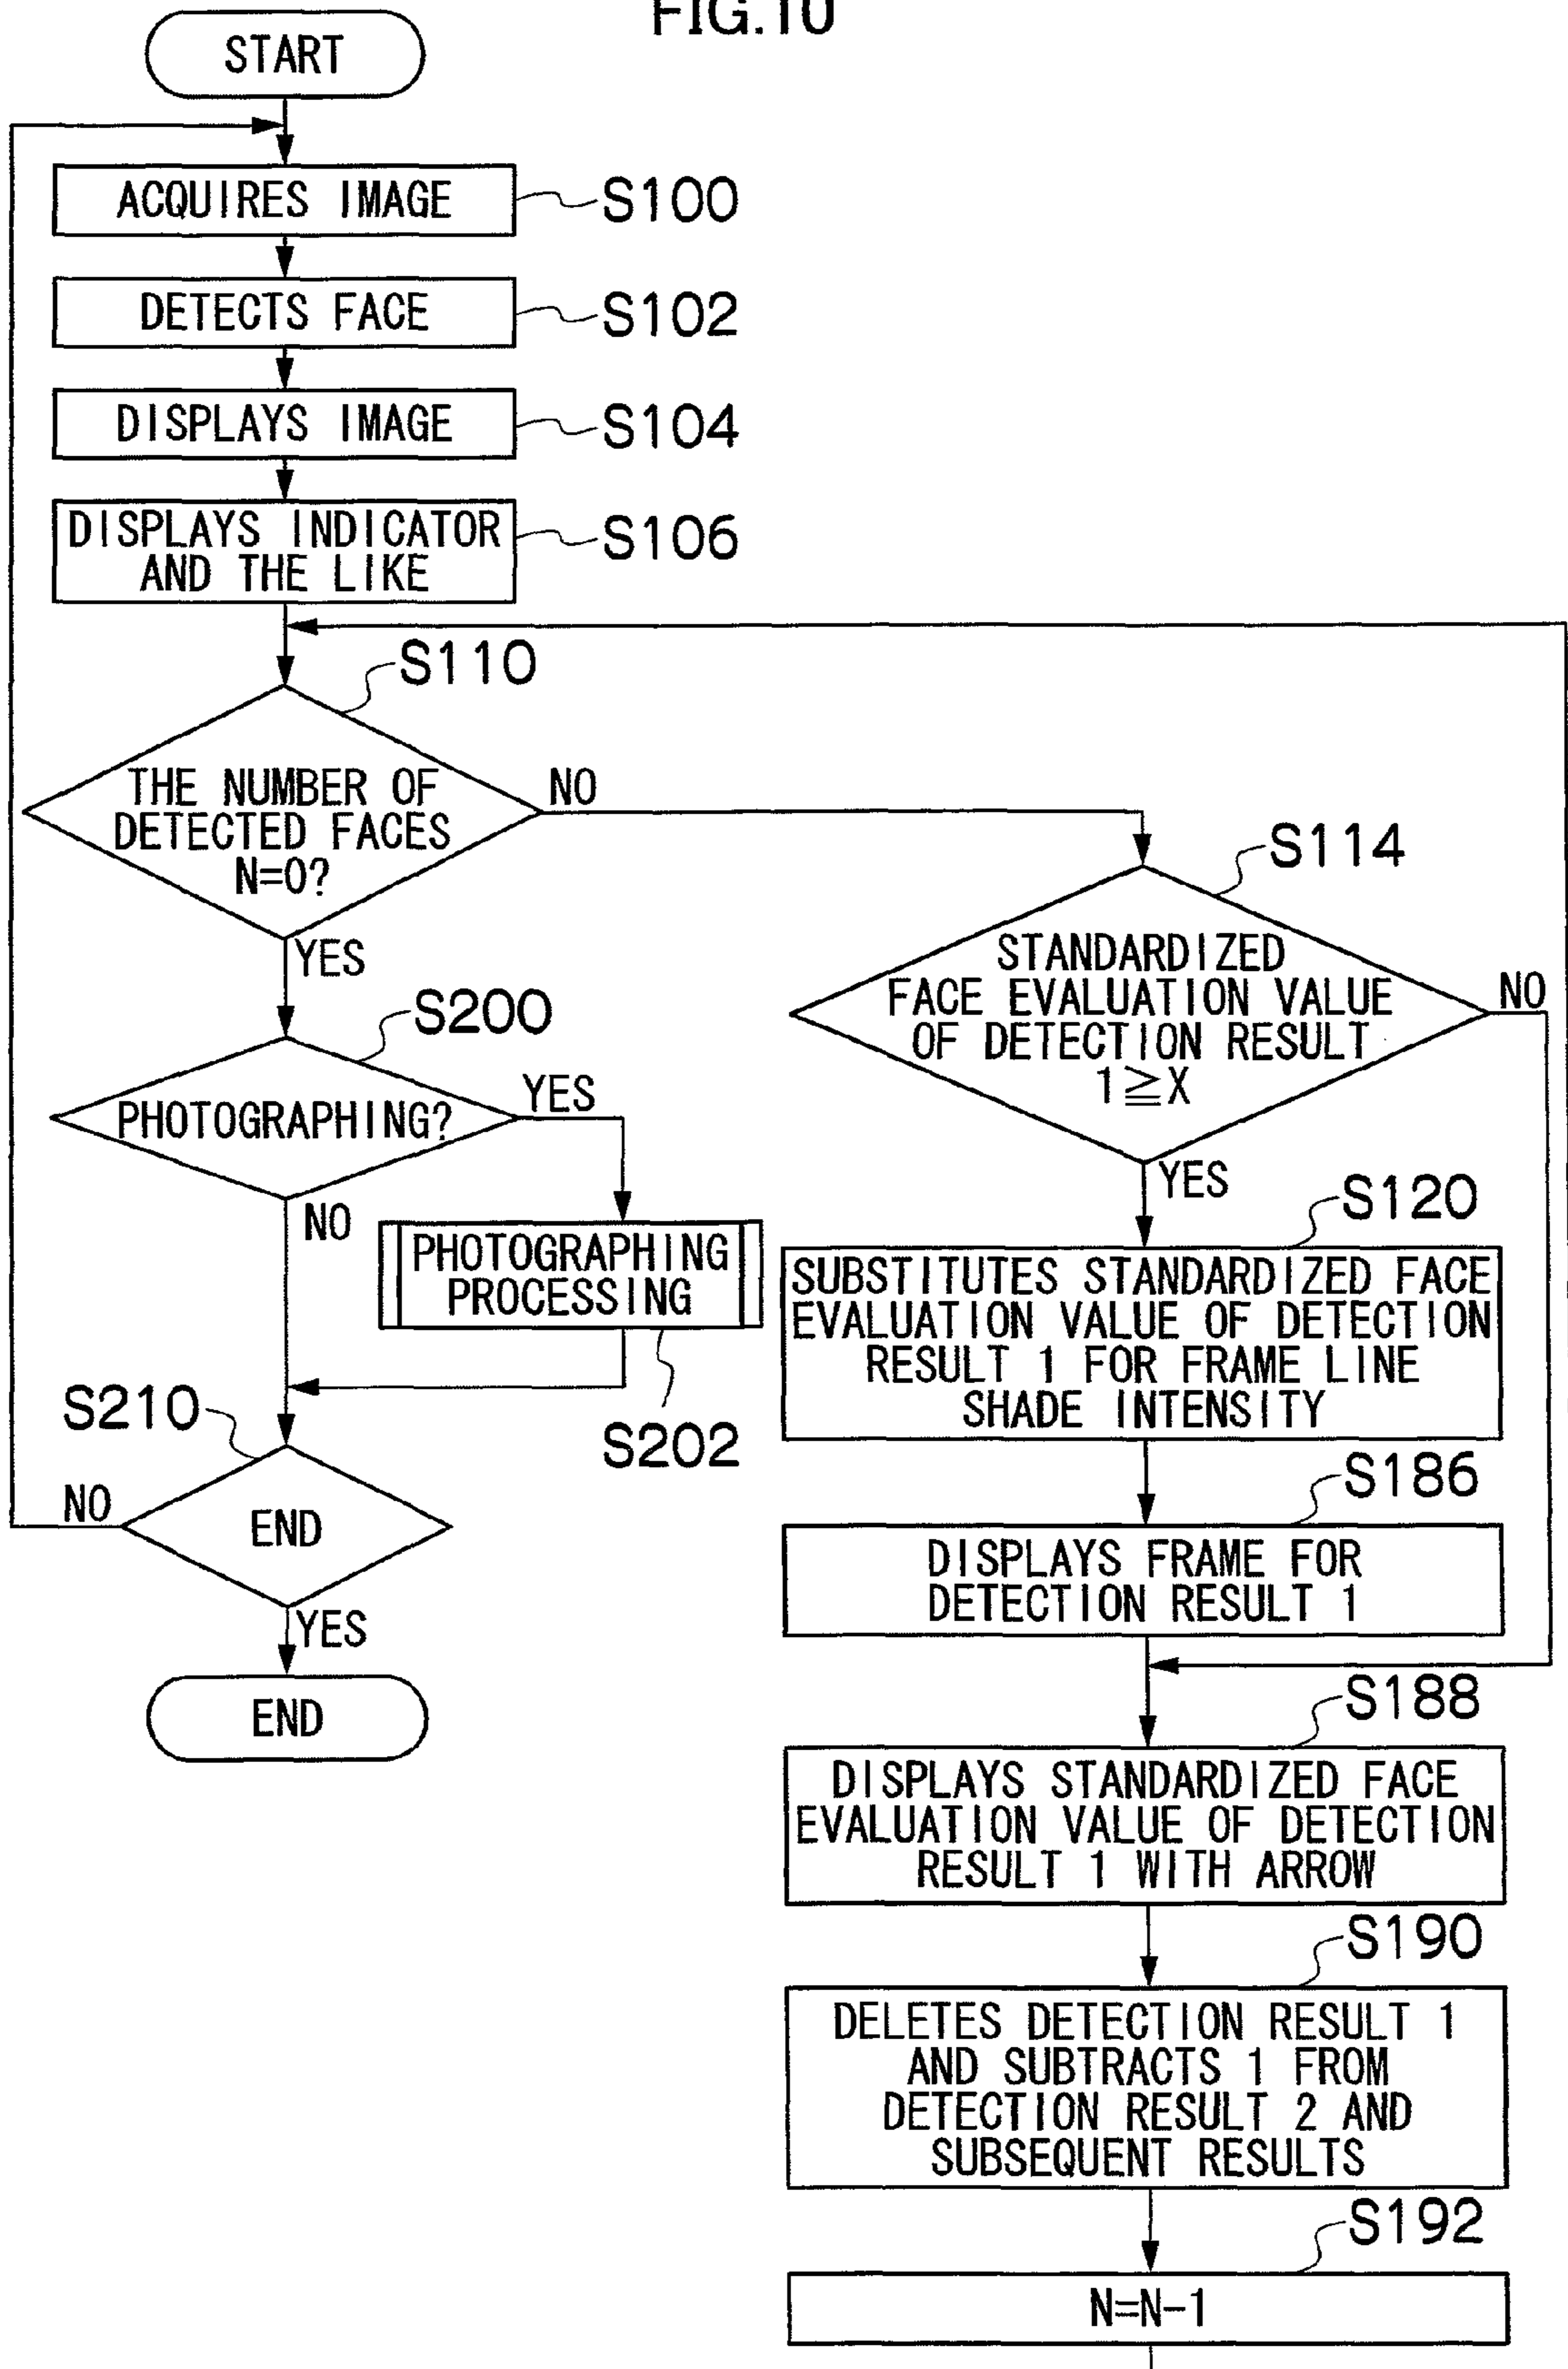 FIG.10
START
ACQUIRES IMAGE
S100
DETECTS FACE
S102
DISPLAYS IMAGE
S104
DISPLAYS INDICATOR
AND THE LIKE
S106
S110
THE NUMBER OF
DETECTED FACES
N=0?
NO
YES
S200
PHOTOGRAPHING?
YES
NO
PHOTOGRAPHING
PROCESSING
S202
S210
END
NO
YES
END
S114
STANDARDIZED
FACE EVALUATION VALUE
OF DETECTION RESULT
1≧X
NO
YES
S120
SUBSTITUTES STANDARDIZED FACE
EVALUATION VALUE OF DETECTION
RESULT 1 FOR FRAME LINE
SHADE INTENSITY
S186
DISPLAYS FRAME FOR
DETECTION RESULT 1
S188
DISPLAYS STANDARDIZED FACE
EVALUATION VALUE OF DETECTION
RESULT 1 WITH ARROW
S190
DELETES DETECTION RESULT 1
AND SUBTRACTS 1 FROM
DETECTION RESULT 2 AND
SUBSEQUENT RESULTS
S192
N=N-1